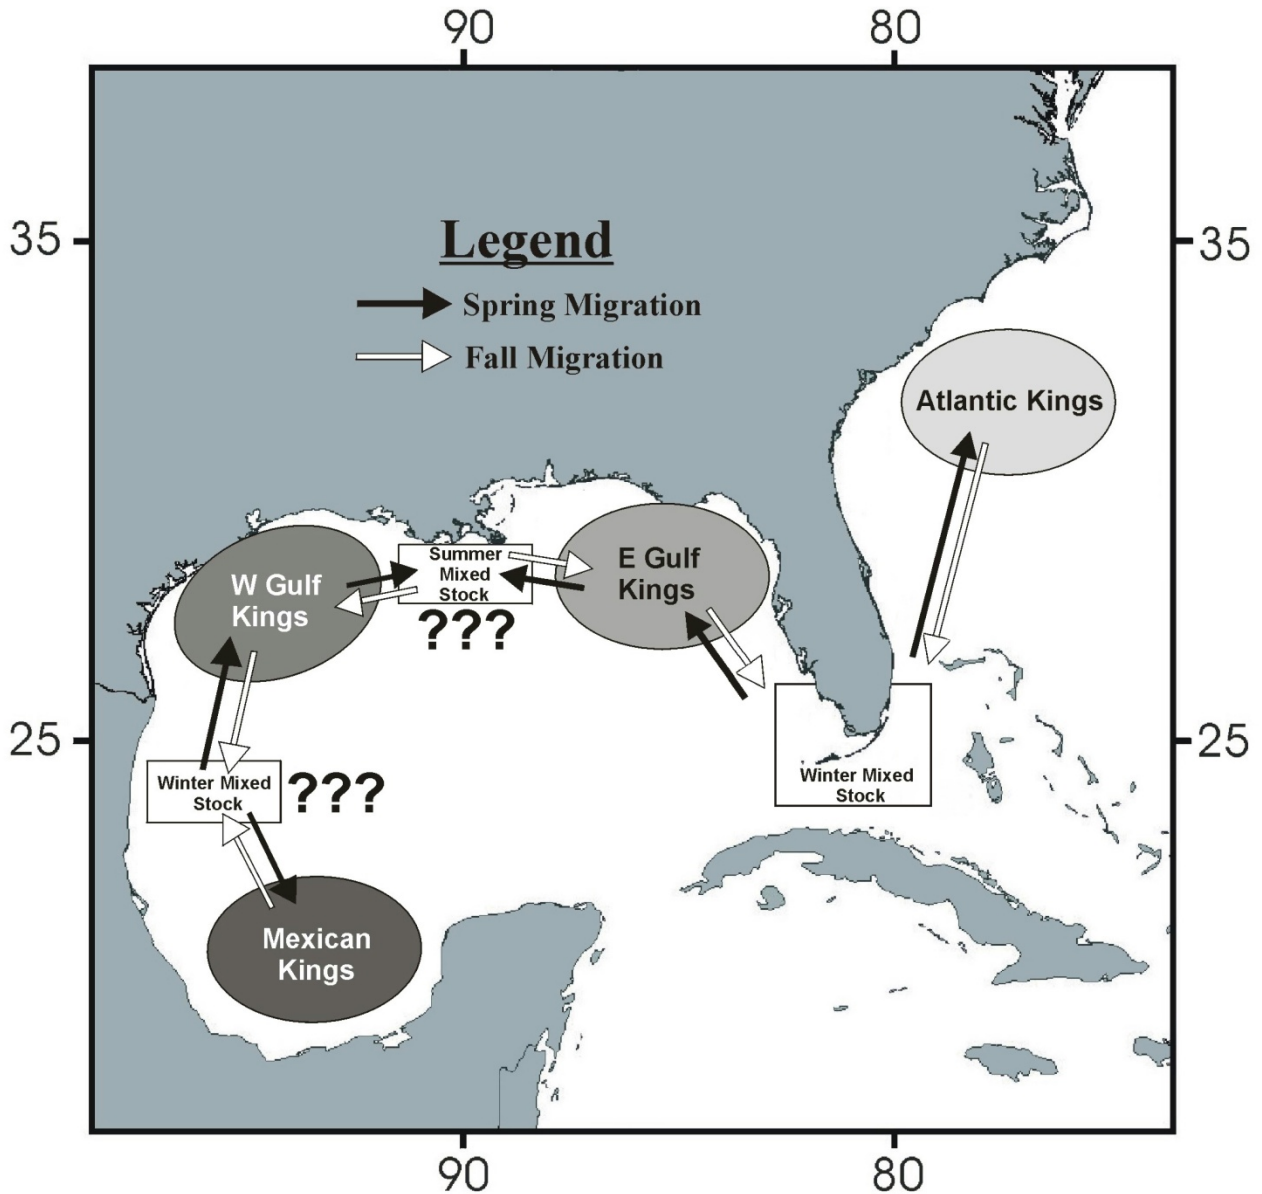 90
80
35
35
Legend
Spring Migration
Fall Migration
Atlantic Kings
Summer
Mixed
Stock
E Gulf
Kings
W Gulf
Kings
???
25
25
Winter Mixed
Stock
???
Winter Mixed
Stock
Mexican
Kings
90
80